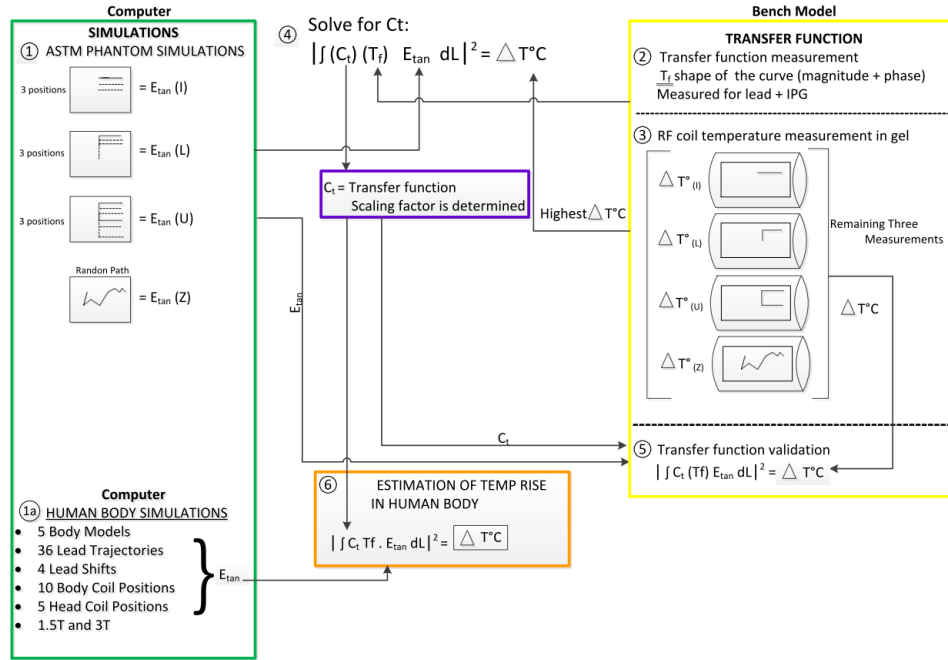 Computer
SIMULATIONS
1 ASTM PHANTOM SIMULATIONS
3 positions = Etan (I)
3 positions = Etan (L)
3 positions = Etan (U)
Randon Path
= Etan (Z)
Computer
1a HUMAN BODY SIMULATIONS
• 5 Body Models
• 36 Lead Trajectories
• 4 Lead Shifts
• 10 Body Coil Positions
• 5 Head Coil Positions
• 1.5T and 3T
} Etan
4 Solve for Ct:
|∫ (Ct) (Tf) Etan dL|² = △ T°C
Ct = Transfer function
Scaling factor is determined
Highest △ T°C
Etan
Ct
6 ESTIMATION OF TEMP RISE
IN HUMAN BODY
|∫ Ct Tf . Etan dL|² = △ T°C
Bench Model
TRANSFER FUNCTION
2 Transfer function measurement
Tf shape of the curve (magnitude + phase)
Measured for lead + IPG
3 RF coil temperature measurement in gel
△ T° (I)
△ T° (L)
△ T° (U)
△ T° (Z)
Remaining Three
Measurements
△ T°C
5 Transfer function validation
| ∫ Ct (Tf) Etan dL|² = △ T°C